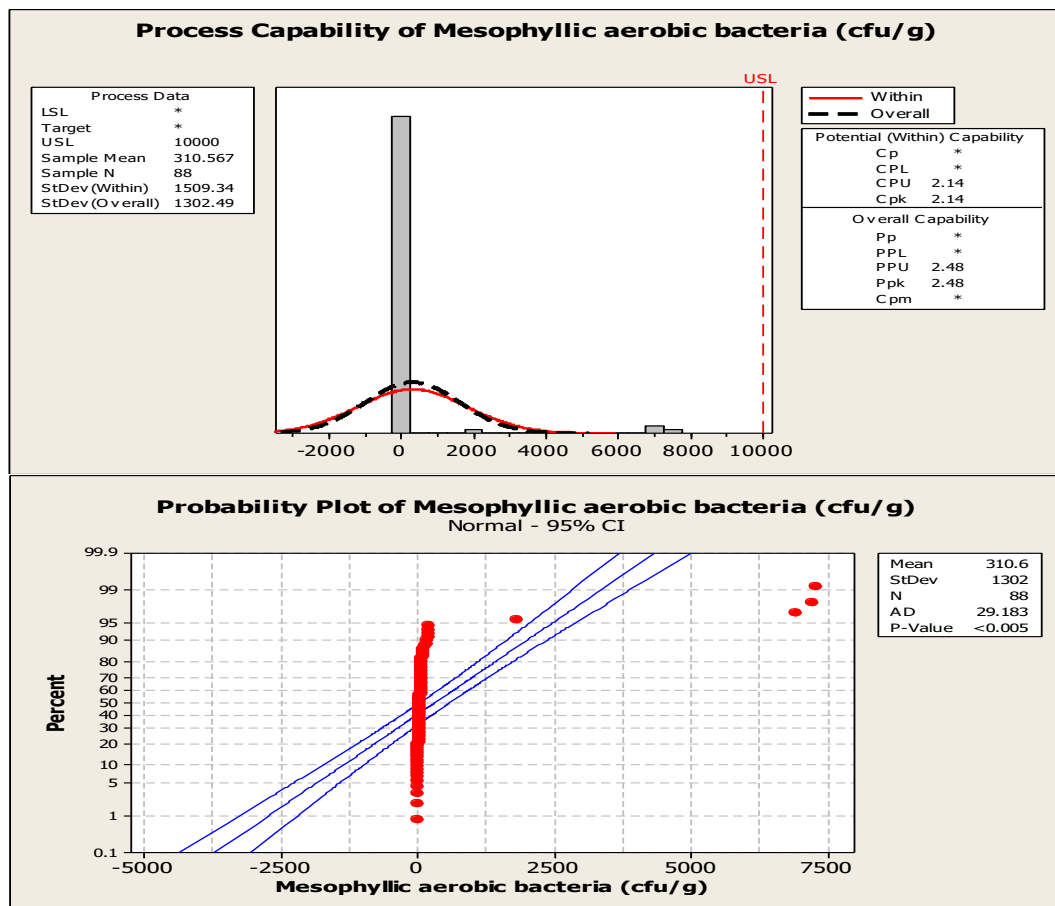 Process Capability of Mesophyllic aerobic bacteria (cfu/g)
USL
Process Data
LSL *
Target *
USL 10000
Sample Mean 310.567
Sample N 88
StDev(Within) 1509.34
StDev(Overall) 1302.49
Within
Overall
Potential (Within) Capability
Cp *
CPL *
CPU 2.14
Cpk 2.14
Overall Capability
Pp *
PPL *
PPU 2.48
Ppk 2.48
Cpm *
-2000 0 2000 4000 6000 8000 10000
Probability Plot of Mesophyllic aerobic bacteria (cfu/g)
Normal - 95% CI
Mean 310.6
StDev 1302
N 88
AD 29.183
P-Value <0.005
Percent
99.9
99
95
90
80
70
60
50
40
30
20
10
5
1
0.1
-5000 -2500 0 2500 5000 7500
Mesophyllic aerobic bacteria (cfu/g)